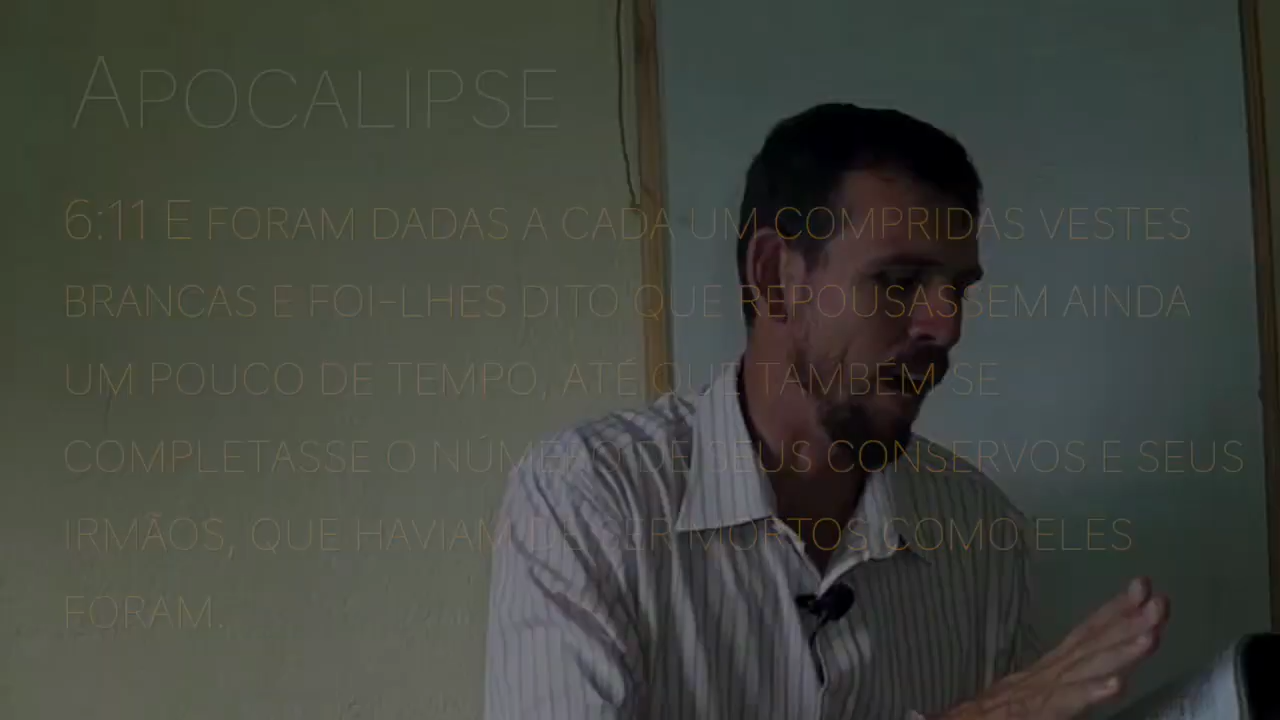 APOCALIPSE
6:11 E FORAM DADAS A CADA UM COMPRIDAS VESTES
BRANCAS E FOI-LHES DITO QUE REPOUSASSEM AINDA
UM POUCO DE TEMPO, ATÉ QUE TAMBÉM SE
COMPLETASSE O NÚMERO DE SEUS CONSERVOS E SEUS
IRMÃOS, QUE HAVIAM DE SER MORTOS COMO ELES
FORAM.